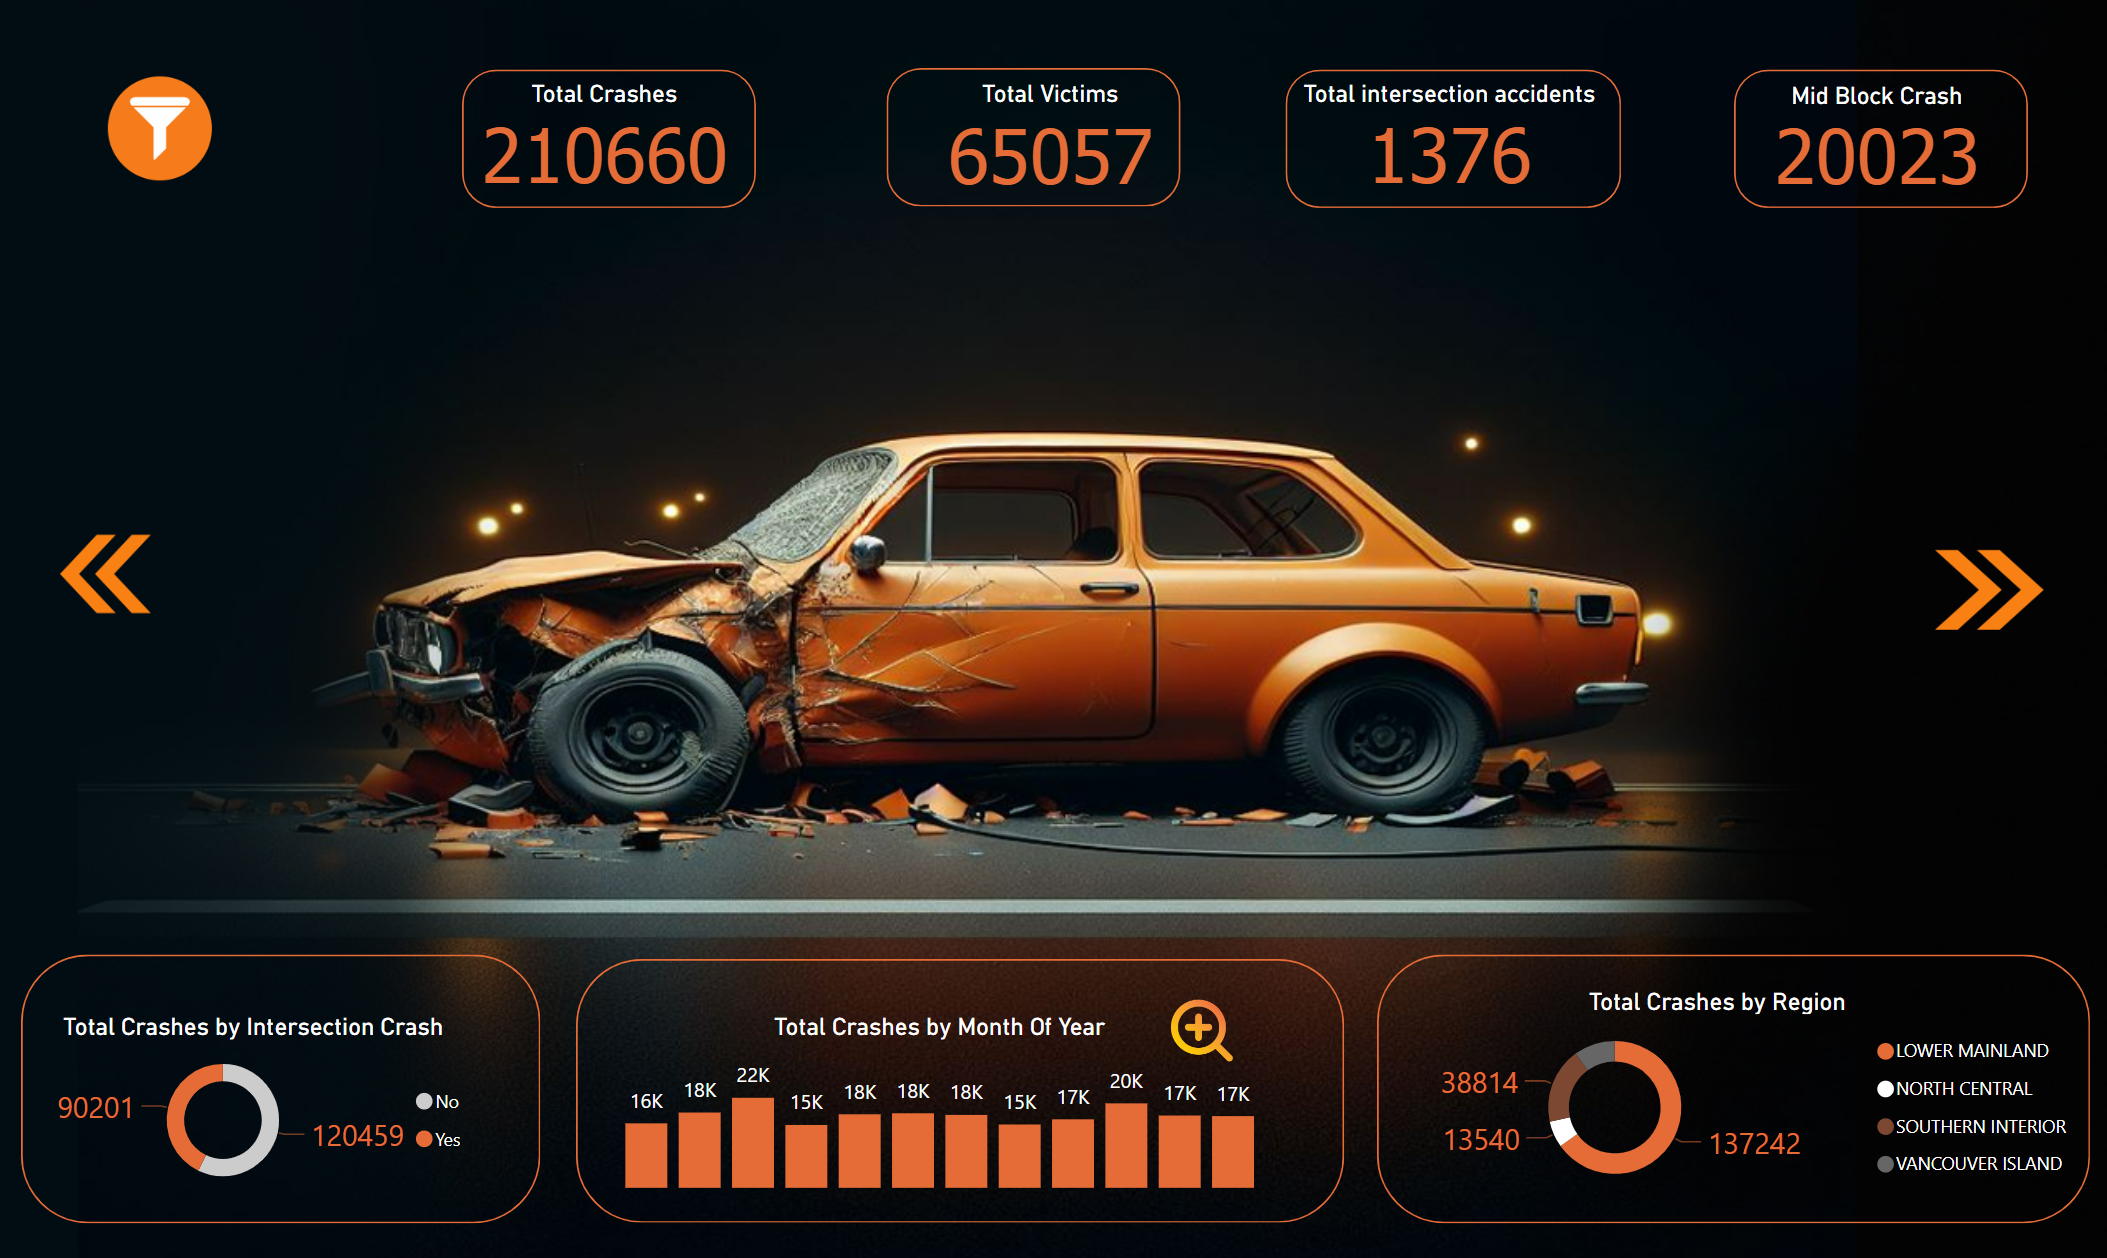 Total Crashes
210660
Total Victims
65057
Total intersection accidents
1376
Mid Block Crash
20023
Total Crashes by Intersection Crash
90201
120459
No
Yes
Total Crashes by Month Of Year
16K
18K
22K
15K
18K
18K
18K
15K
17K
20K
17K
17K
Total Crashes by Region
38814
13540
137242
LOWER MAINLAND
NORTH CENTRAL
SOUTHERN INTERIOR
VANCOUVER ISLAND